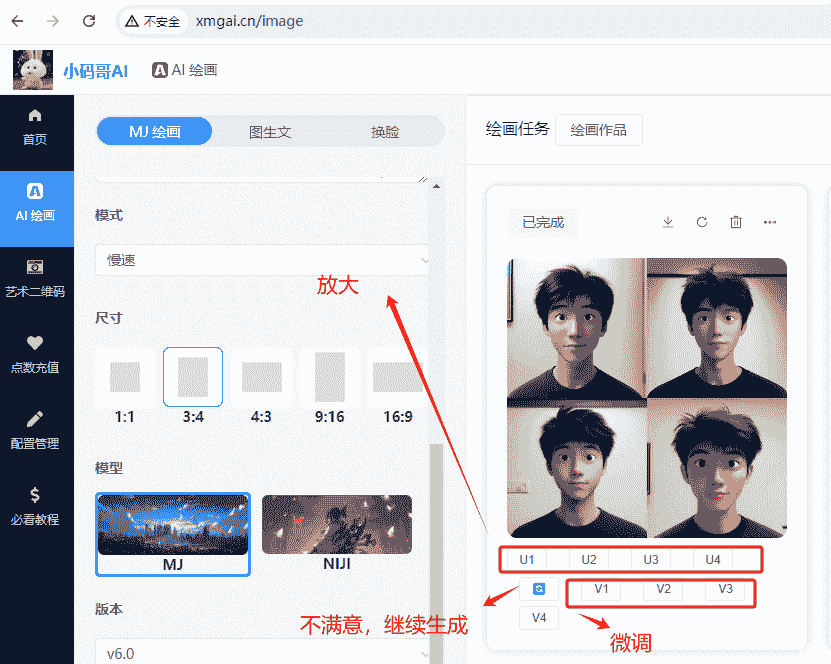 不安全 xmgai.cn/image
小码哥AI AI 绘画
首页
AI 绘画
艺术二维码
点数充值
配置管理
必看教程
MJ 绘画 图生文 换脸
模式
慢速
尺寸
1:1 3:4 4:3 9:16 16:9
模型
MJ NIJI
版本
v6.0
绘画任务 绘画作品
已完成
放大
U1 U2 U3 U4
V1 V2 V3
V4
不满意，继续生成
微调